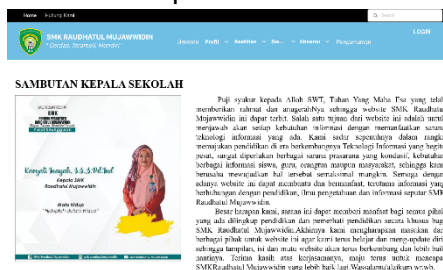 Home Hubungi Kami
Search
LOGIN
SMK RAUDHATUL MUJAWWIDIN
"Cerdas, Terampil, Mandiri"
Beranda Profil Keahlian Kesiswaan Pengumuman
SAMBUTAN KEPALA SEKOLAH
Puji syukur kepada Alloh SWT, Tuhan Yang Maha Esa yang telah
memberikan rahmat dan anugerahNya sehingga website SMK Raudhatul
Mujawwidin ini dapat terbit. Salah satu tujuan dari website ini adalah untuk
menjawab akan setiap kebutuhan informasi dengan memanfaatkan sarana
teknologi informasi yang ada. Kami sadar sepenuhnya dalam rangka
memajukan pendidikan di era berkembangnya Teknologi Informasi yang begitu
pesat, sangat diperlukan berbagai sarana prasarana yang kondusif, kebutuhan
berbagai informasi siswa, guru, orangtua maupun masyarakat, sehingga kami
berusaha mewujudkan hal tersebut semaksimal mungkin. Semoga dengan
adanya website ini dapat membantu dan bermanfaat, terutama informasi yang
berhubungan dengan pendidikan, ilmu pengetahuan dan informasi seputar SMK
Raudhatul Mujawwidin.
Besar harapan kami, sarana ini dapat memberi manfaat bagi semua pihak
yang ada dilingkup pendidikan dan pemerhati pendidikan secara khusus bagi
SMK Raudhatul Mujawwidin.Akhirnya kami mengharapkan masukan dari
berbagai pihak untuk website ini agar kami terus belajar dan meng-update diri,
sehingga tampilan, isi dan mutu website akan terus berkembang dan lebih baik
nantinya. Terima kasih atas kerjasamanya, maju terus untuk mencapai
SMKRaudhatul Mujawwidin yang lebih baik lagi.Wassalamu'alaikum wr.wb.
SMK
Kepala SMK
Raudhatul Mujawwidin
Moto Hidup